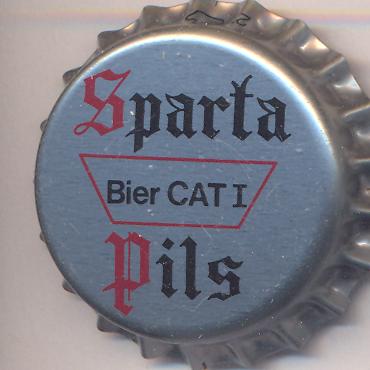 Sparta
Bier CAT I
Pils